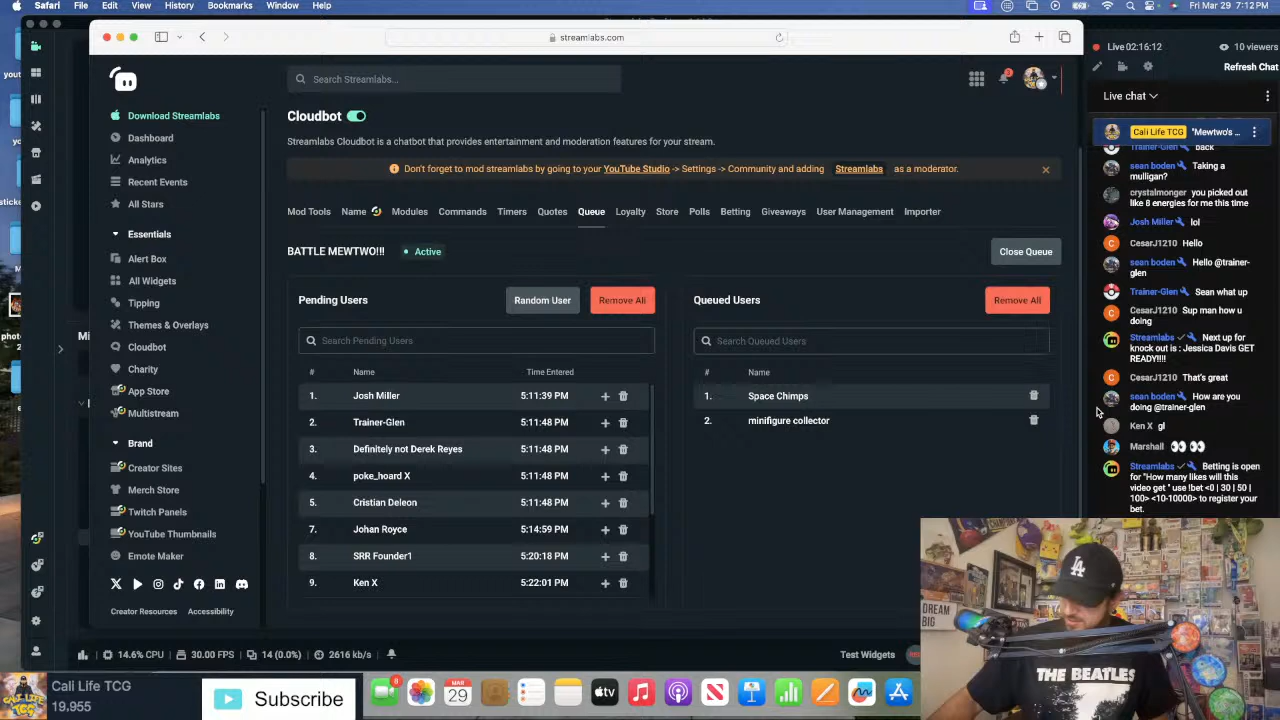 Safari File Edit View History Bookmarks Window Help
Fri Mar 29 7:12 PM
streamlabs.com
Search Streamlabs...
Download Streamlabs
Dashboard
Analytics
Recent Events
All Stars
Essentials
Alert Box
All Widgets
Tipping
Themes & Overlays
Cloudbot
Charity
App Store
Multistream
Brand
Creator Sites
Merch Store
Twitch Panels
YouTube Thumbnails
Emote Maker
Creator Resources Accessibility
Cloudbot
Streamlabs Cloudbot is a chatbot that provides entertainment and moderation features for your stream.
Don't forget to mod streamlabs by going to your YouTube Studio -> Settings -> Community and adding Streamlabs as a moderator.
Mod Tools Name Modules Commands Timers Quotes Queue Loyalty Store Polls Betting Giveaways User Management Importer
BATTLE MEWTWO!!! Active
Close Queue
Pending Users Random User Remove All
Search Pending Users
# Name Time Entered
1. Josh Miller 5:11:39 PM
2. Trainer-Glen 5:11:48 PM
3. Definitely not Derek Reyes 5:11:48 PM
4. poke_hoard X 5:11:48 PM
5. Cristian Deleon 5:11:48 PM
7. Johan Royce 5:14:59 PM
8. SRR Founder1 5:20:18 PM
9. Ken X 5:22:01 PM
Queued Users Remove All
Search Queued Users
# Name
1. Space Chimps
2. minifigure collector
Live 02:16:12 9 viewers
Refresh Chat
Live chat
Cali Life TCG "Mewtwo's ...
Trainer-Glen back
sean boden Taking a
mulligan?
crystalmonger you picked out
like 8 energies for me this time
Josh Miller lol
CesarJ1210 Hello
sean boden Hello @trainer-
glen
Trainer-Glen Sean what up
CesarJ1210 Sup man how u
doing
Streamlabs Next up for
knock out is : Jessica Davis GET
READY!!!!
CesarJ1210 That's great
sean boden How are you
doing @trainer-glen
Ken X gl
Marshall 👀 👀
Streamlabs Betting is open
for "How many likes will this
video get " use !bet <0 | 30 | 50 |
100> <10-10000> to register your
bet.
14.6% CPU 30.00 FPS 14 (0.0%) 2616 kb/s
Test Widgets
Cali Life TCG
19,955
Subscribe
8
MAR
29
tv
DREAM
BIG
LA
THE BEATLES